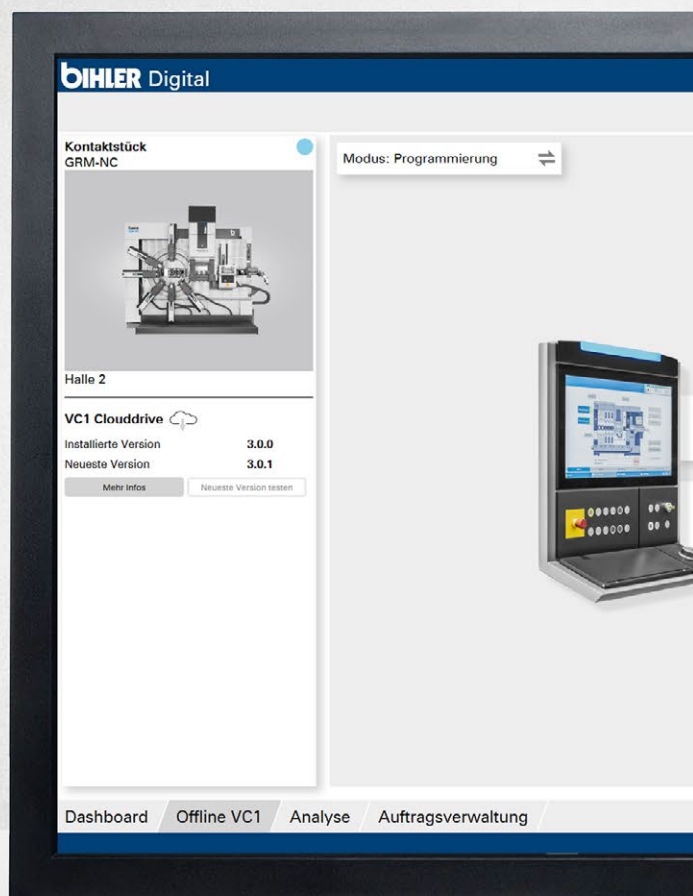 BIHLER Digital
Kontaktstück
GRM-NC
Modus: Programmierung
Halle 2
VC1 Clouddrive
Installierte Version 3.0.0
Neueste Version 3.0.1
Mehr Infos
Neueste Version testen
Dashboard
Offline VC1
Analyse
Auftragsverwaltung